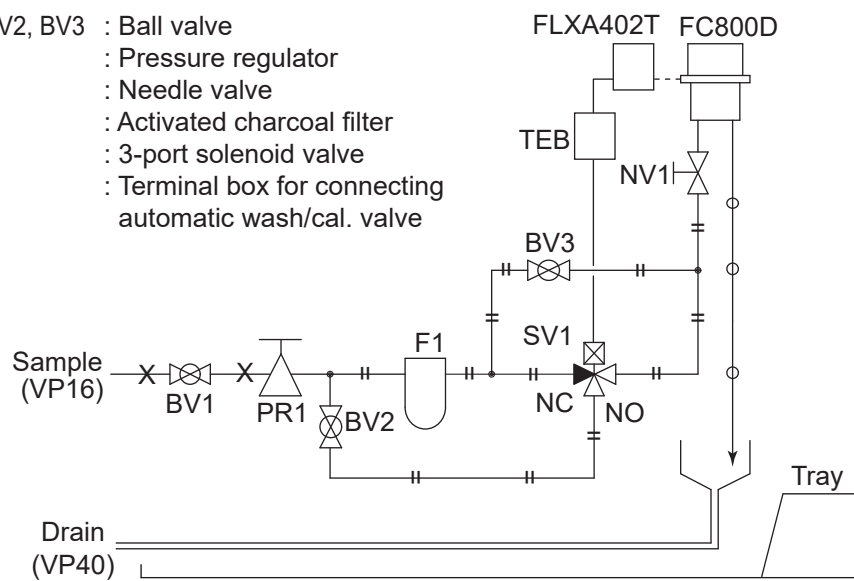 V2, BV3 : Ball valve
: Pressure regulator
: Needle valve
: Activated charcoal filter
: 3-port solenoid valve
: Terminal box for connecting
automatic wash/cal. valve
FLXA402T FC800D
TEB
NV1
BV3
SV1
F1
Sample
(VP16)
X X
BV1
PR1
BV2
NC NO
Tray
Drain
(VP40)